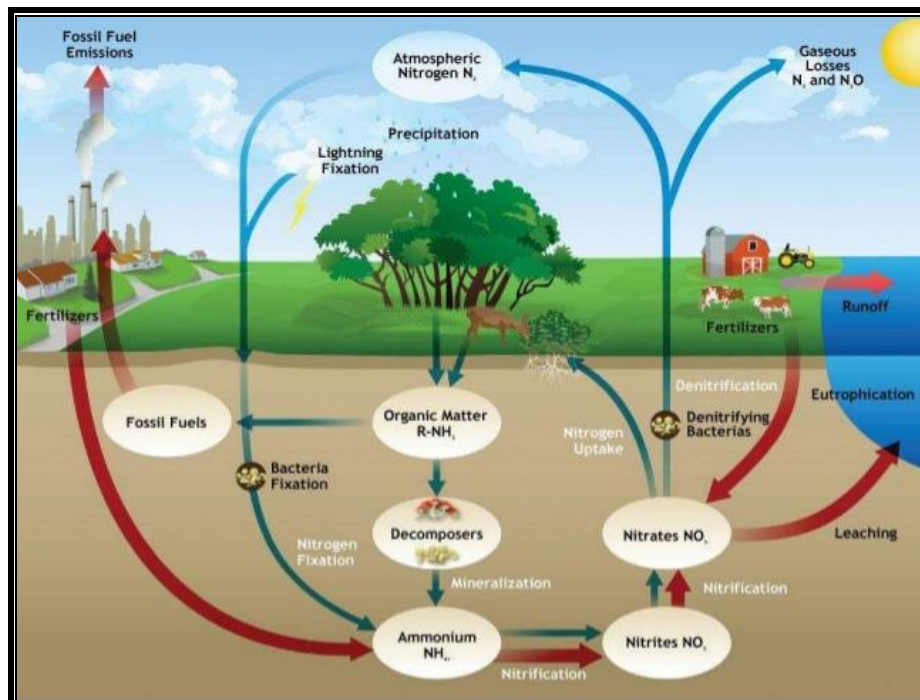 Fossil Fuel
Emissions
Atmospheric
Nitrogen N₂
Gaseous
Losses
N₂ and N₂O
Precipitation
Lightning
Fixation
Fertilizers
Fertilizers
Runoff
Denitrification
Eutrophication
Fossil Fuels
Organic Matter
R-NH₂
Nitrogen
Uptake
Denitrifying
Bacterias
Bacteria
Fixation
Nitrogen
Fixation
Decomposers
Nitrates NO₃
Leaching
Mineralization
Nitrification
Ammonium
NH₄₊
Nitrites NO₂
Nitrification